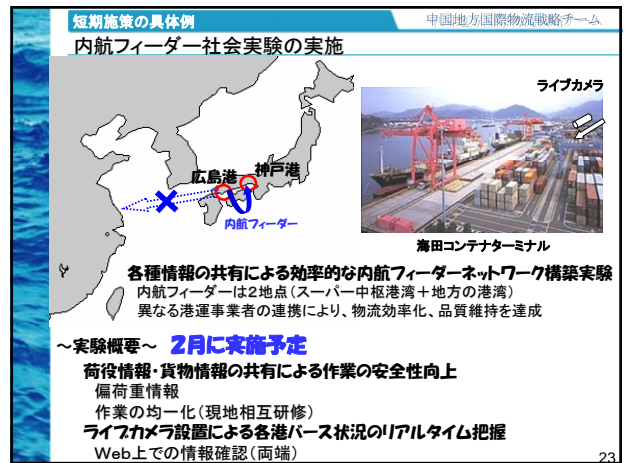 短期施策の具体例
中国地方国際物流戦略チーム
内航フィーダー社会実験の実施
ライブカメラ
広島港
神戸港
内航フィーダー
海田コンテナターミナル
各種情報の共有による効率的な内航フィーダーネットワーク構築実験
内航フィーダーは2地点（スーパー中枢港湾＋地方の港湾）
異なる港運事業者の連携により、物流効率化、品質維持を達成
～実験概要～ 2月に実施予定
荷役情報・貨物情報の共有による作業の安全性向上
偏荷重情報
作業の均一化（現地相互研修）
ライブカメラ設置による各港バース状況のリアルタイム把握
Web上での情報確認（両端）
23